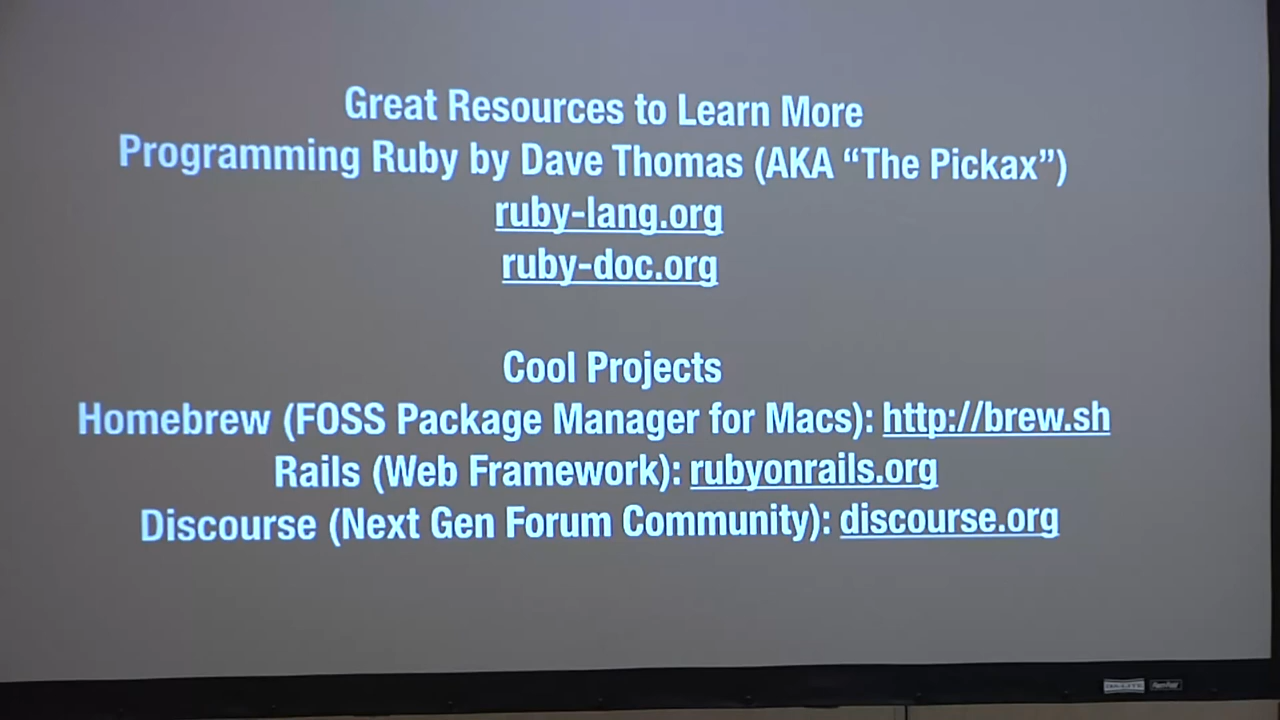 Great Resources to Learn More
Programming Ruby by Dave Thomas (AKA “The Pickax”)
ruby-lang.org
ruby-doc.org
Cool Projects
Homebrew (FOSS Package Manager for Macs): http://brew.sh
Rails (Web Framework): rubyonrails.org
Discourse (Next Gen Forum Community): discourse.org